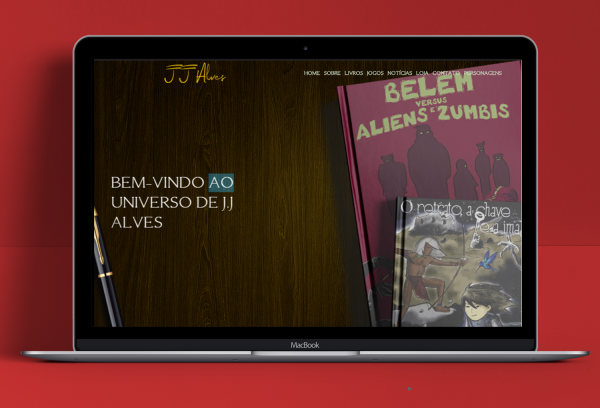 JJ Alves
HOME SOBRE LIVROS JOGOS NOTÍCIAS LOJA CONTATO PERSONAGENS
BELÉM
VERSUS
ALIENS E ZUMBIS
BEM-VINDO AO
UNIVERSO DE JJ
ALVES
O retrato, a chave
e a ima
MacBook